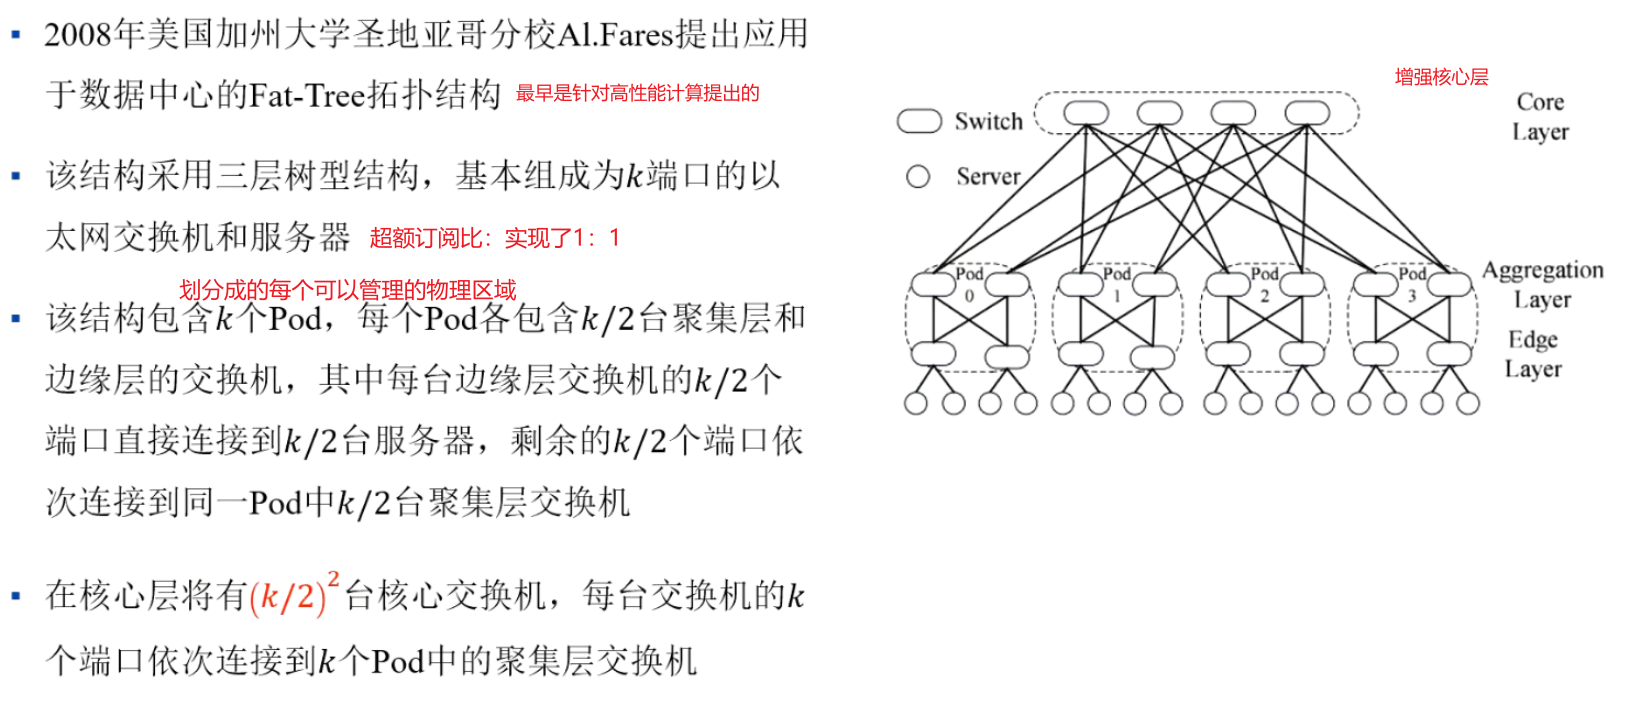 2008年美国加州大学圣地亚哥分校Al.Fares提出应用
于数据中心的Fat-Tree拓扑结构 最早是针对高性能计算提出的
该结构采用三层树型结构，基本组成为k端口的以
太网交换机和服务器 超额订阅比：实现了1：1
划分成的每个可以管理的物理区域
该结构包含k个Pod，每个Pod各包含k/2台聚集层和
边缘层的交换机，其中每台边缘层交换机的k/2个
端口直接连接到k/2台服务器，剩余的k/2个端口依
次连接到同一Pod中k/2台聚集层交换机
在核心层将有(k/2)²台核心交换机，每台交换机的k
个端口依次连接到k个Pod中的聚集层交换机
增强核心层
Switch
Server
Core
Layer
Pod
0
Pod
1
Pod
2
Pod
3
Aggregation
Layer
Edge
Layer